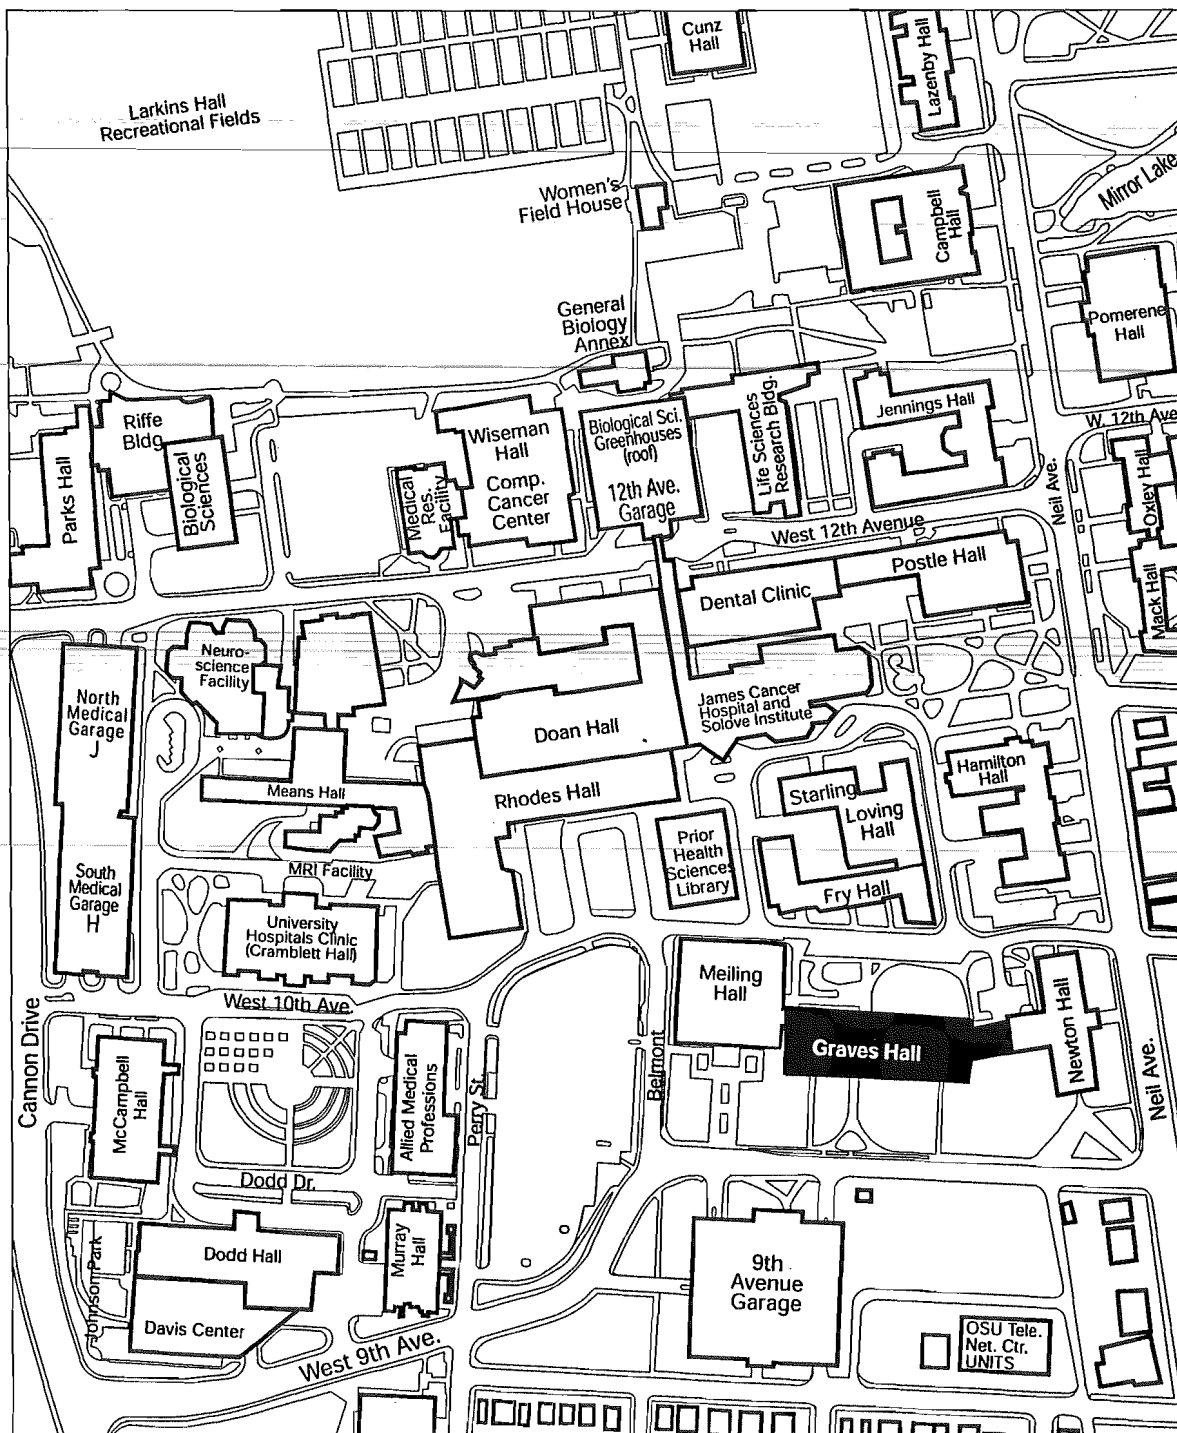 Cunz
Hall
Lazenby Hall
Larkins Hall
Recreational Fields
Women's
Field House
Campbell
Hall
Mirror Lake
General
Biology
Annex
Pomerene
Hall
W. 12th Ave
Riffe
Bldg.
Biological
Sciences
Parks Hall
Wiseman
Hall
Comp.
Cancer
Center
Medical
Res.
Facility
Biological Sci.
Greenhouses
(roof)
12th Ave.
Garage
Life Sciences
Research Bldg.
Jennings Hall
Neil Ave.
Oxley Hall
West 12th Avenue
Mack Hall
Postle Hall
Dental Clinic
Neuro-
science
Facility
North
Medical
Garage
J
James Cancer
Hospital and
Solove Institute
Doan Hall
Rhodes Hall
Means Hall
Hamilton
Hall
Starling
Loving
Hall
Prior
Health
Sciences
Library
Fry Hall
MRI Facility
South
Medical
Garage
H
University
Hospitals Clinic
(Cramblett Hall)
West 10th Ave.
Meiling
Hall
Graves Hall
Newton Hall
Neil Ave.
Cannon Drive
McCampbell
Hall
Allied Medical
Professions
Perry St.
Belmont
Dodd Dr.
Dodd Hall
Murray
Hall
Johnson Park
Davis Center
West 9th Ave.
9th
Avenue
Garage
OSU Tele.
Net. Ctr.
UNITS